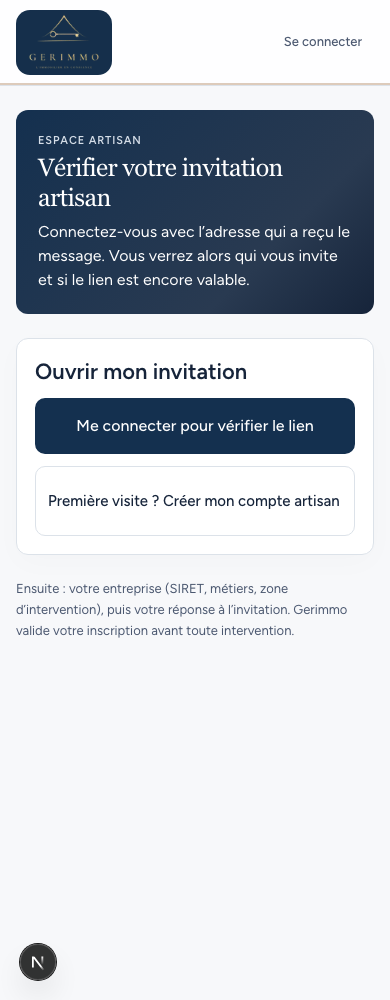 GERIMMO
Se connecter
ESPACE ARTISAN
Vérifier votre invitation
artisan
Connectez-vous avec l’adresse qui a reçu le
message. Vous verrez alors qui vous invite
et si le lien est encore valable.
Ouvrir mon invitation
Me connecter pour vérifier le lien
Première visite ? Créer mon compte artisan
Ensuite : votre entreprise (SIRET, métiers, zone
d’intervention), puis votre réponse à l’invitation. Gerimmo
valide votre inscription avant toute intervention.
N